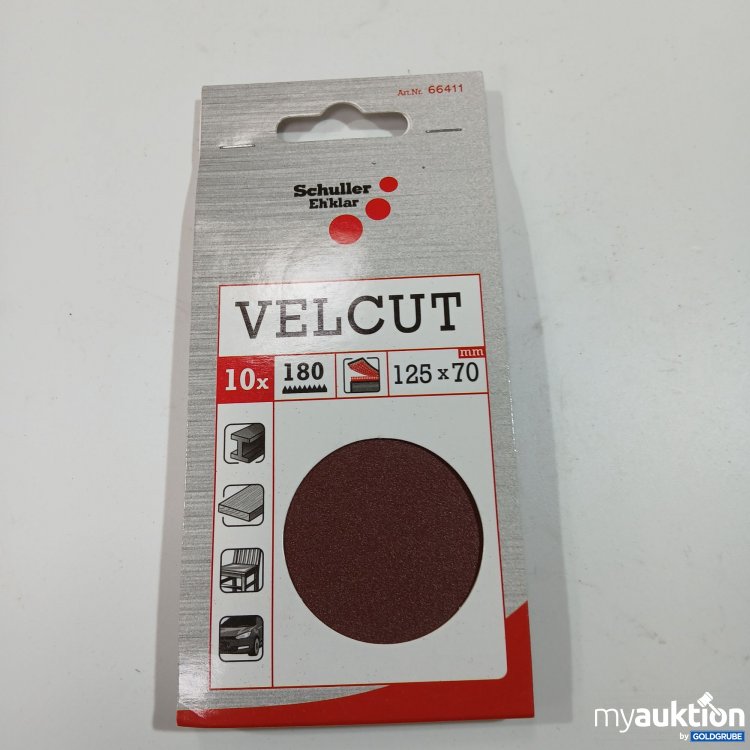 Art.Nr. 66411
Schuller
Eh'klar
VELCUT
10x
180
125 x 70
mm
myauktion
by GOLDGRUBE